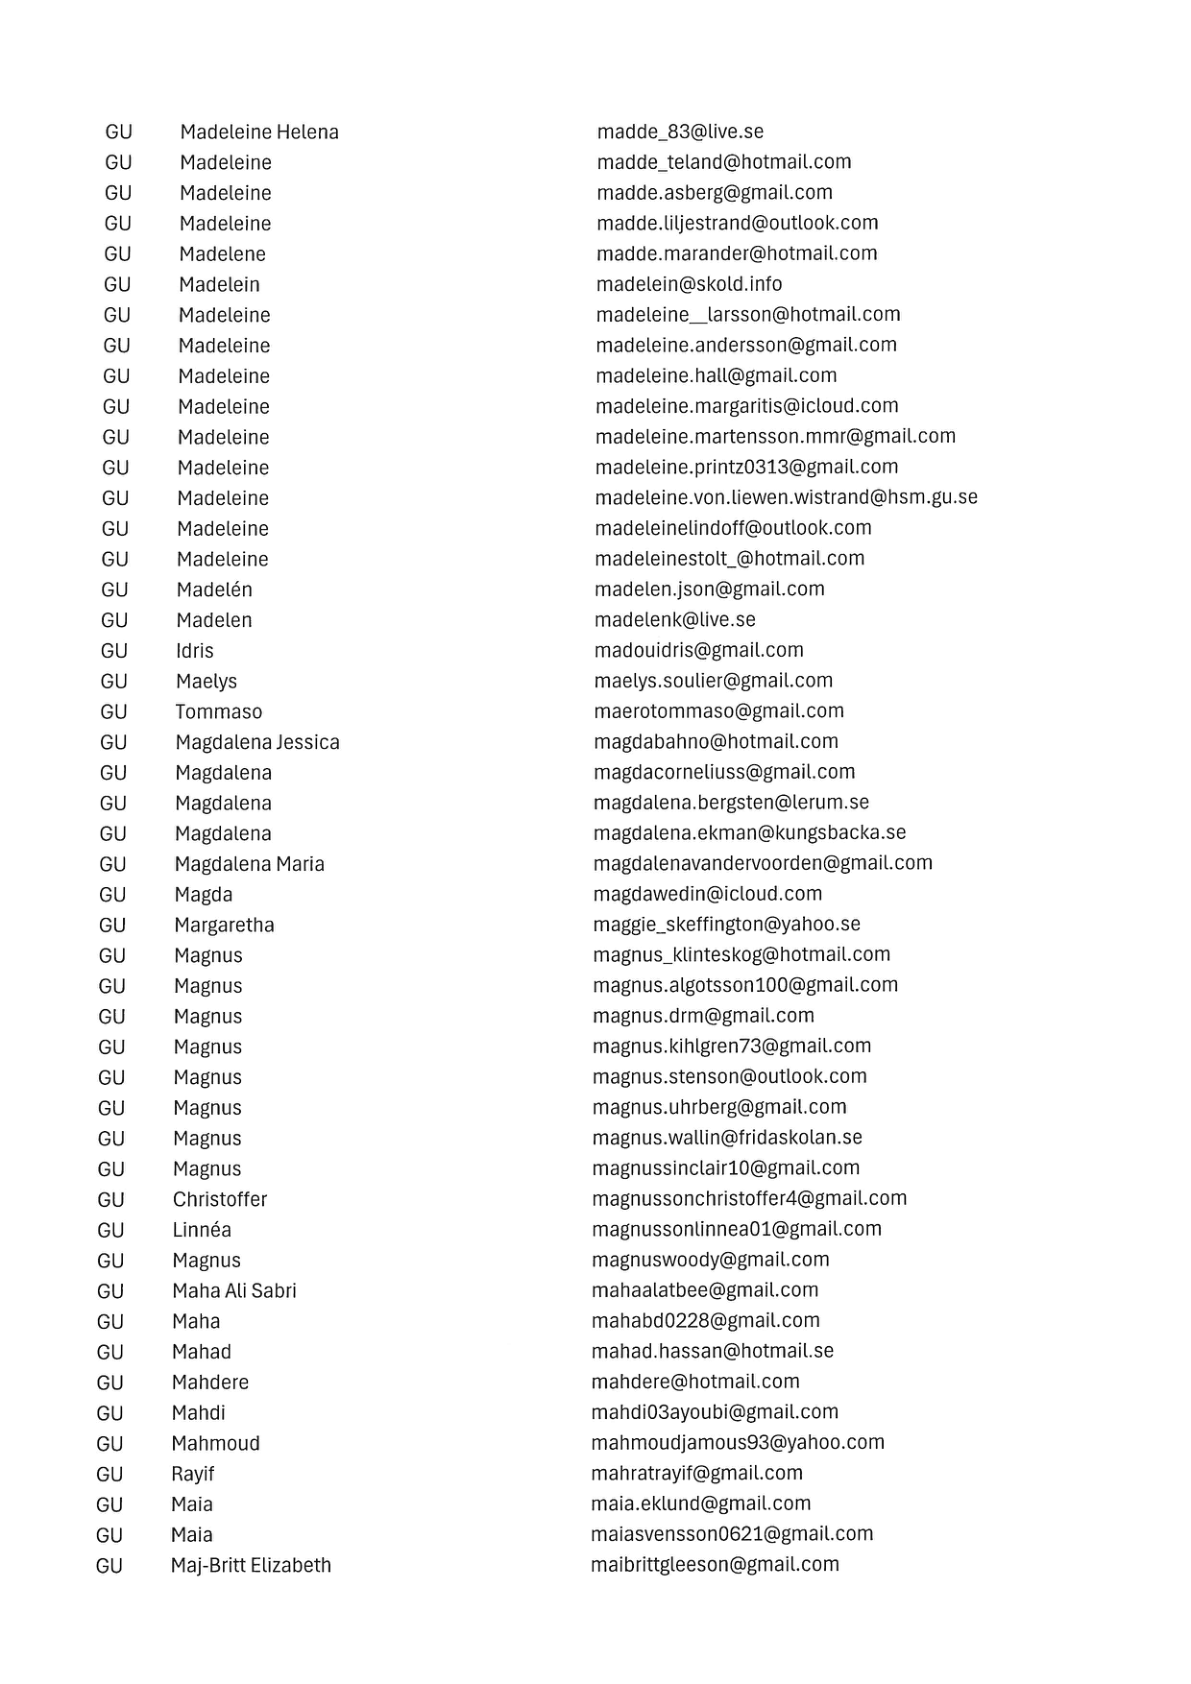 GU Madeleine Helena madde_83@live.se
GU Madeleine madde_teland@hotmail.com
GU Madeleine madde.asberg@gmail.com
GU Madeleine madde.liljestrand@outlook.com
GU Madelene madde.marander@hotmail.com
GU Madelein madelein@skold.info
GU Madeleine madeleine__larsson@hotmail.com
GU Madeleine madeleine.andersson@gmail.com
GU Madeleine madeleine.hall@gmail.com
GU Madeleine madeleine.margaritis@icloud.com
GU Madeleine madeleine.martensson.mmr@gmail.com
GU Madeleine madeleine.printz0313@gmail.com
GU Madeleine madeleine.von.liewen.wistrand@hsm.gu.se
GU Madeleine madeleinelindoff@outlook.com
GU Madeleine madeleinestolt_@hotmail.com
GU Madelén madelen.json@gmail.com
GU Madelen madelenk@live.se
GU Idris madouidris@gmail.com
GU Maelys maelys.soulier@gmail.com
GU Tommaso maerotommaso@gmail.com
GU Magdalena Jessica magdabahno@hotmail.com
GU Magdalena magdacorneliuss@gmail.com
GU Magdalena magdalena.bergsten@lerum.se
GU Magdalena magdalena.ekman@kungsbacka.se
GU Magdalena Maria magdalenavandervoorden@gmail.com
GU Magda magdawedin@icloud.com
GU Margaretha maggie_skeffington@yahoo.se
GU Magnus magnus_klinteskog@hotmail.com
GU Magnus magnus.algotsson100@gmail.com
GU Magnus magnus.drm@gmail.com
GU Magnus magnus.kihlgren73@gmail.com
GU Magnus magnus.stenson@outlook.com
GU Magnus magnus.uhrberg@gmail.com
GU Magnus magnus.wallin@fridaskolan.se
GU Magnus magnussinclair10@gmail.com
GU Christoffer magnussonchristoffer4@gmail.com
GU Linnéa magnussonlinnea01@gmail.com
GU Magnus magnuswoody@gmail.com
GU Maha Ali Sabri mahaalatbee@gmail.com
GU Maha mahabd0228@gmail.com
GU Mahad mahad.hassan@hotmail.se
GU Mahdere mahdere@hotmail.com
GU Mahdi mahdi03ayoubi@gmail.com
GU Mahmoud mahmoudjamous93@yahoo.com
GU Rayif mahratrayif@gmail.com
GU Maia maia.eklund@gmail.com
GU Maia maiasvensson0621@gmail.com
GU Maj-Britt Elizabeth maibrittgleeson@gmail.com